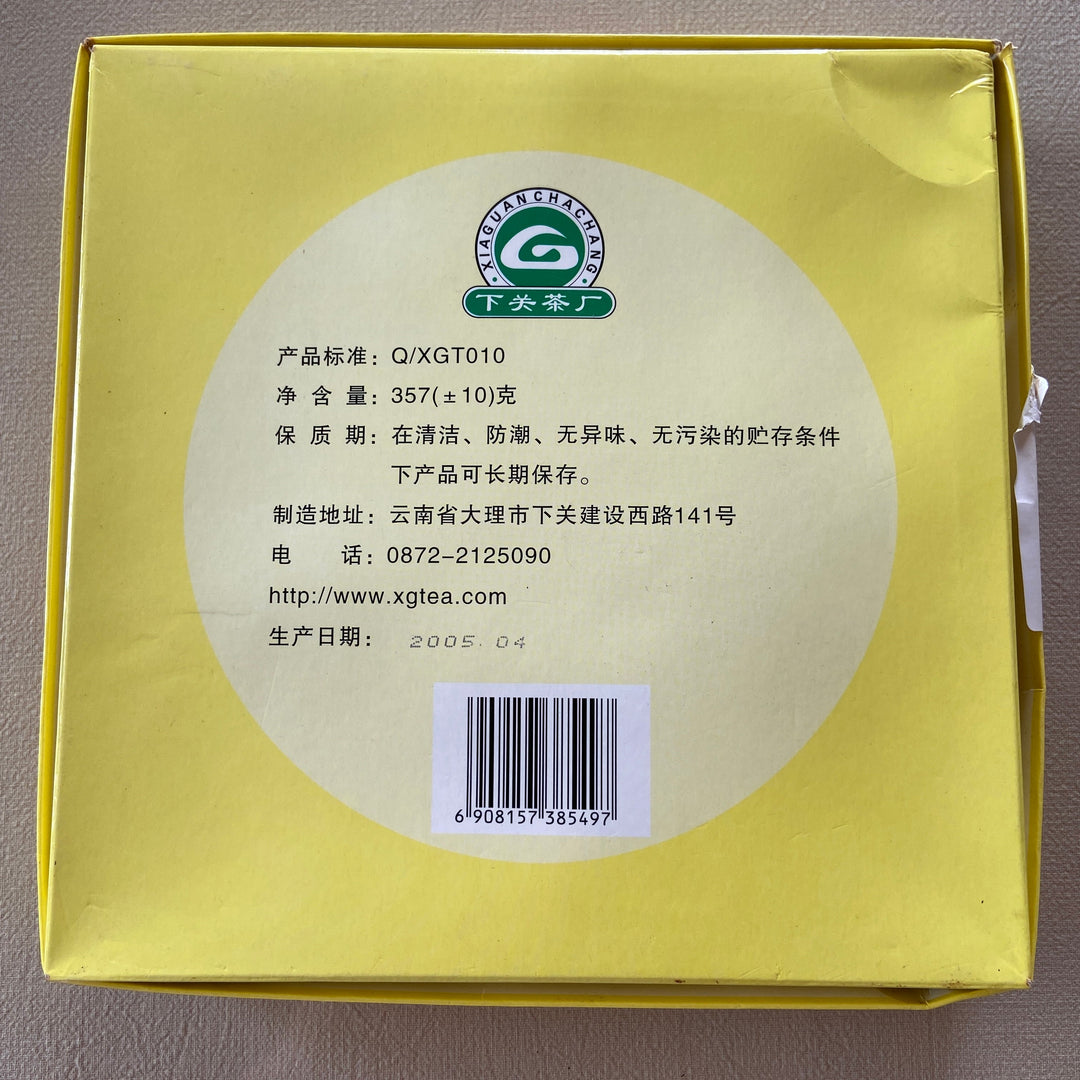 XIAGUANCHACHANG
下关茶厂
产品标准：Q/XGT010
净含量：357(±10)克
保质期：在清洁、防潮、无异味、无污染的贮存条件
下产品可长期保存。
制造地址：云南省大理市下关建设西路141号
电话：0872-2125090
http://www.xgtea.com
生产日期：2005.04
6 908157 385497